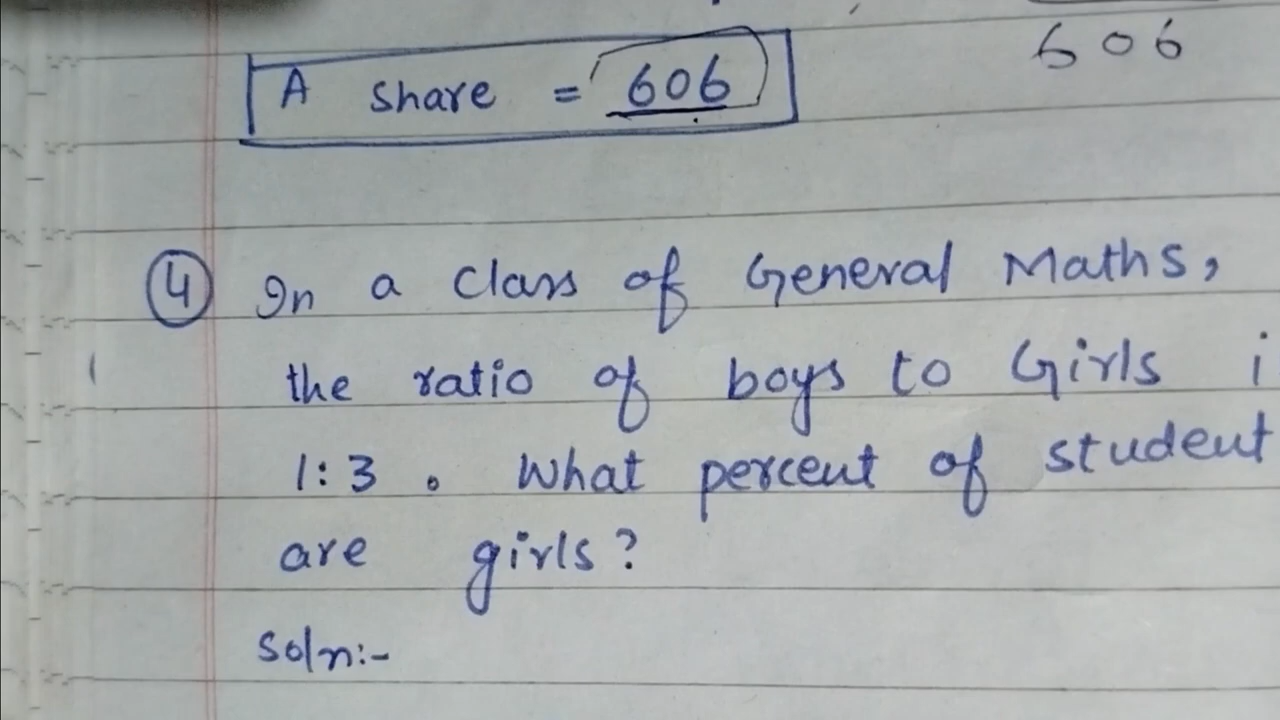 606
A share = 606
4 In a Class of General Maths,
the ratio of boys to Girls i
1:3 . What percent of student
are girls?
Soln:-